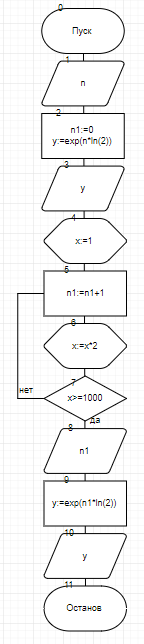 0
Пуск
1
n
2
n1:=0
y:=exp(n*ln(2))
3
y
4
x:=1
5
n1:=n1+1
6
x:=x*2
7
x>=1000
нет
да
8
n1
9
y:=exp(n1*ln(2))
10
y
11
Останов